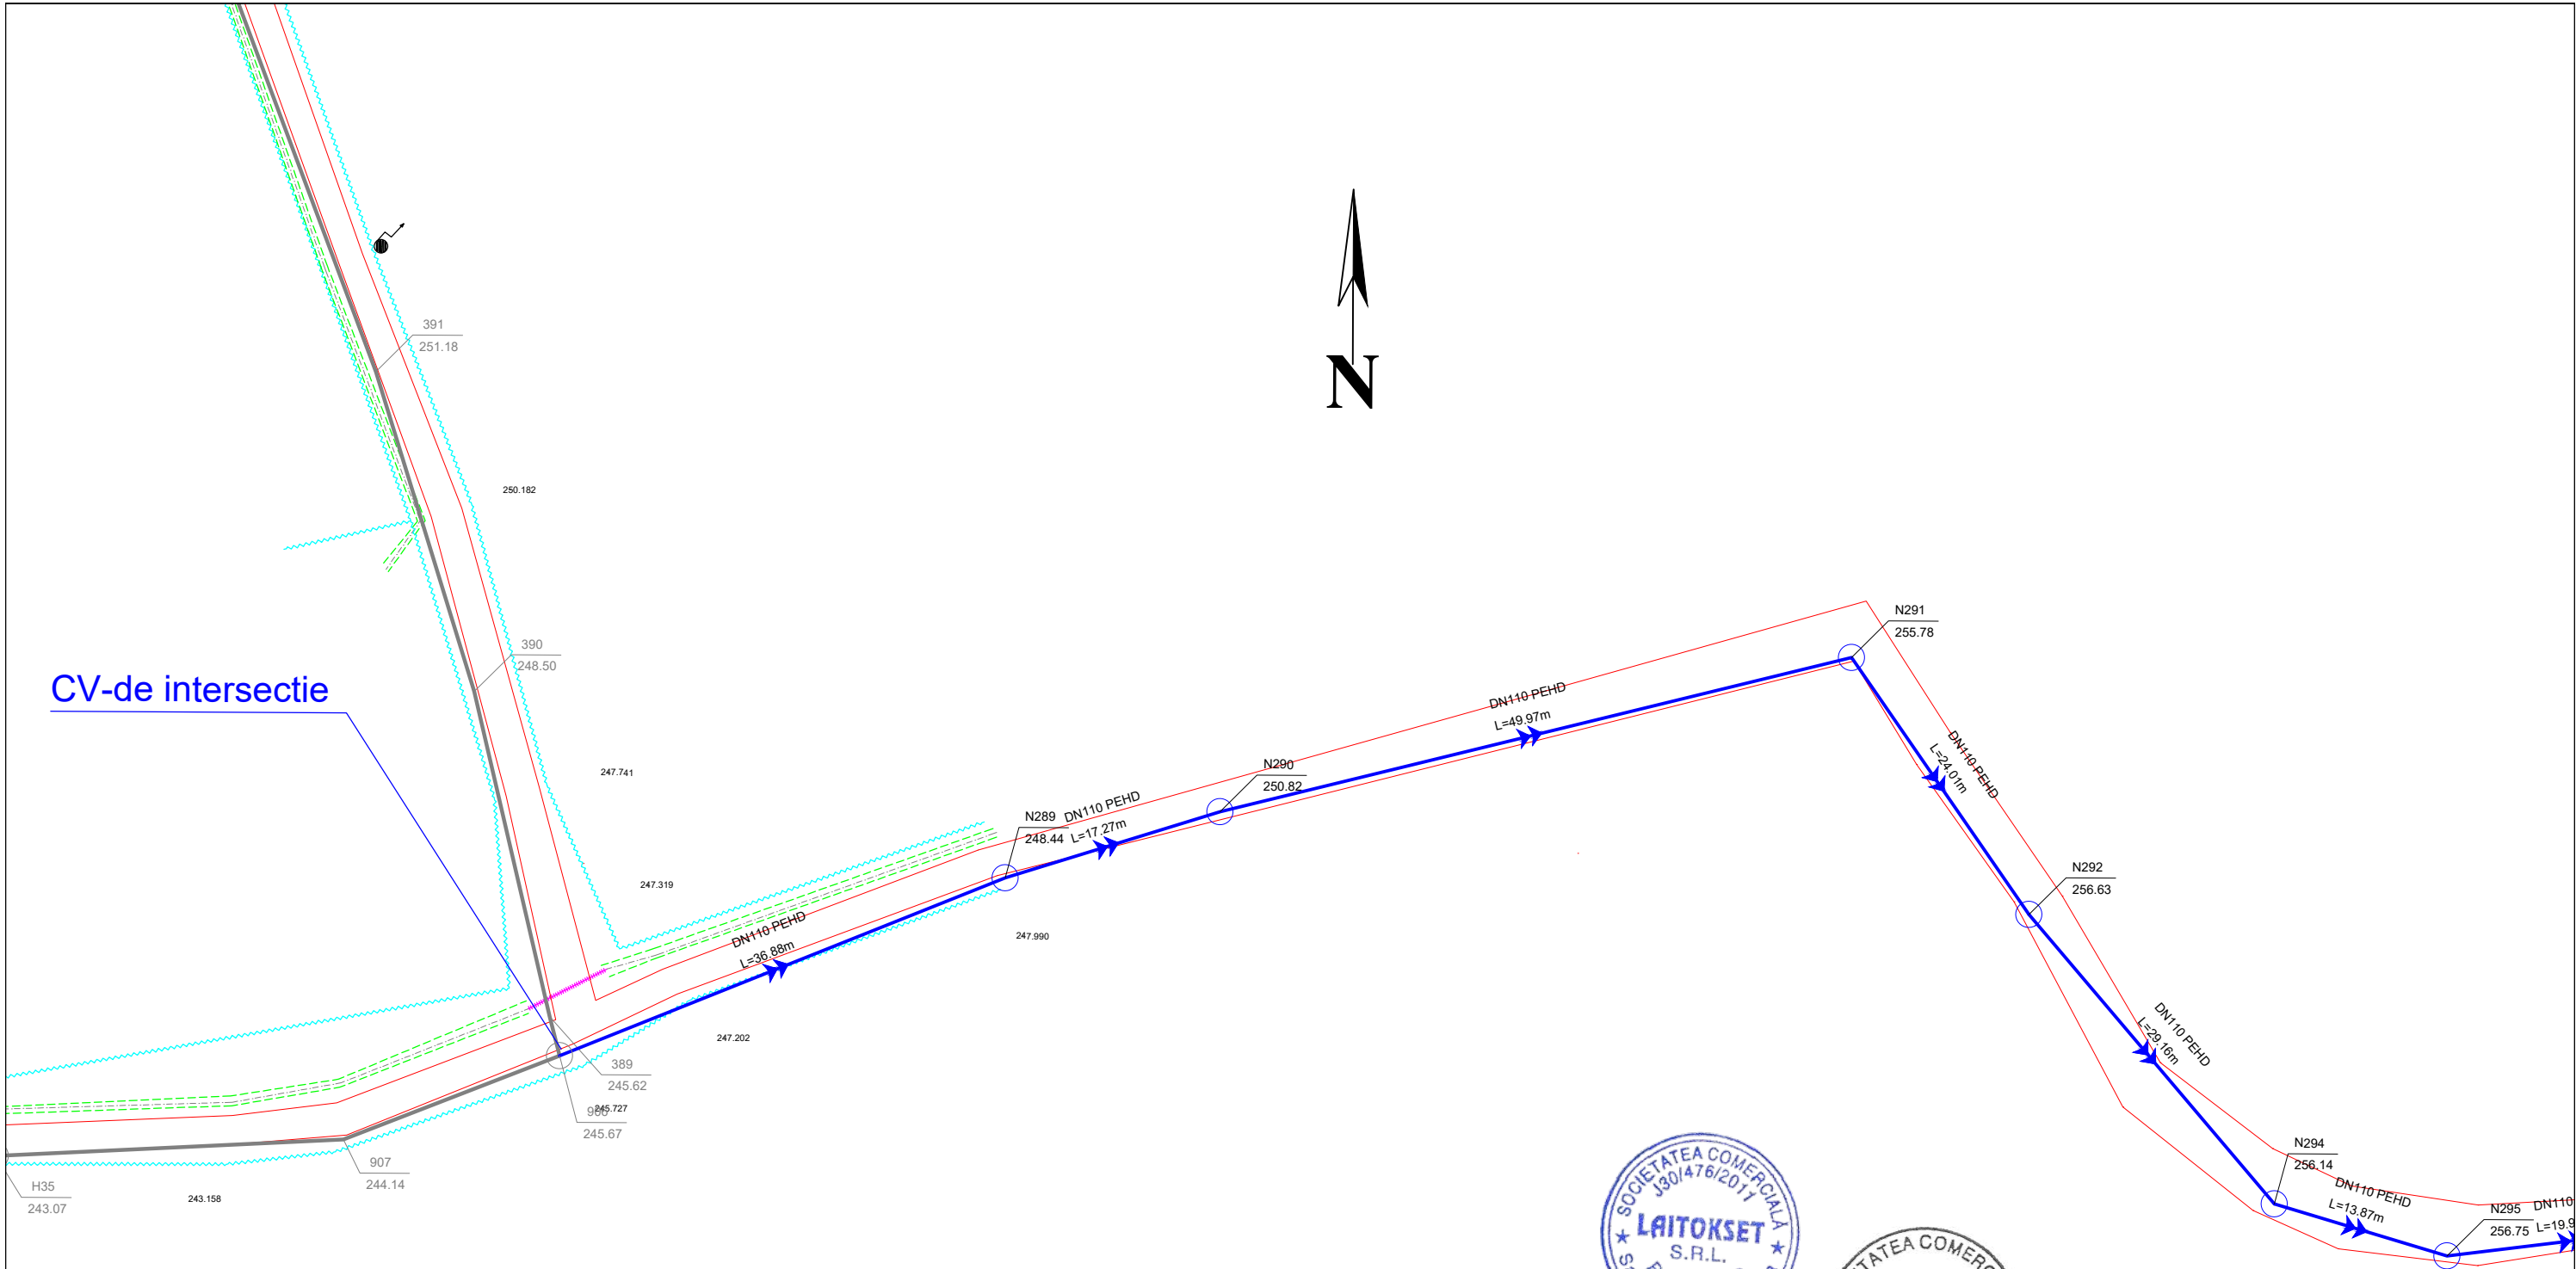 391
251.18
250.182
N
390
248.50
CV-de intersectie
N291
255.78
DN110 PEHD
L=49.97m
DN110 PEHD
L=24.01m
247.741
N290
250.82
DN110 PEHD
L=17.27m
N289
248.44
247.319
N292
256.63
DN110 PEHD
L=36.88m
247.990
247.202
DN110 PEHD
L=29.16m
389
245.62
245.727
245.67
907
244.14
H35
243.07
243.158
N294
256.14
DN110 PEHD
L=13.87m
N295
256.75
DN110
L=19.9
SOCIETATEA COMERCIALĂ
J30/476/2011
LAITOKSET
S.R.L.